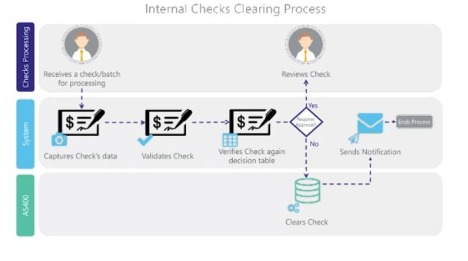 Internal Checks Clearing Process
Checks Processing
Receives a check/batch
for processing
Reviews Check
System
$
$
$
Requires
Approval?
Yes
No
Captures Check's data
Validates Check
Verifies Check again
decision table
Sends Notification
Ends Process
AS400
Clears Check